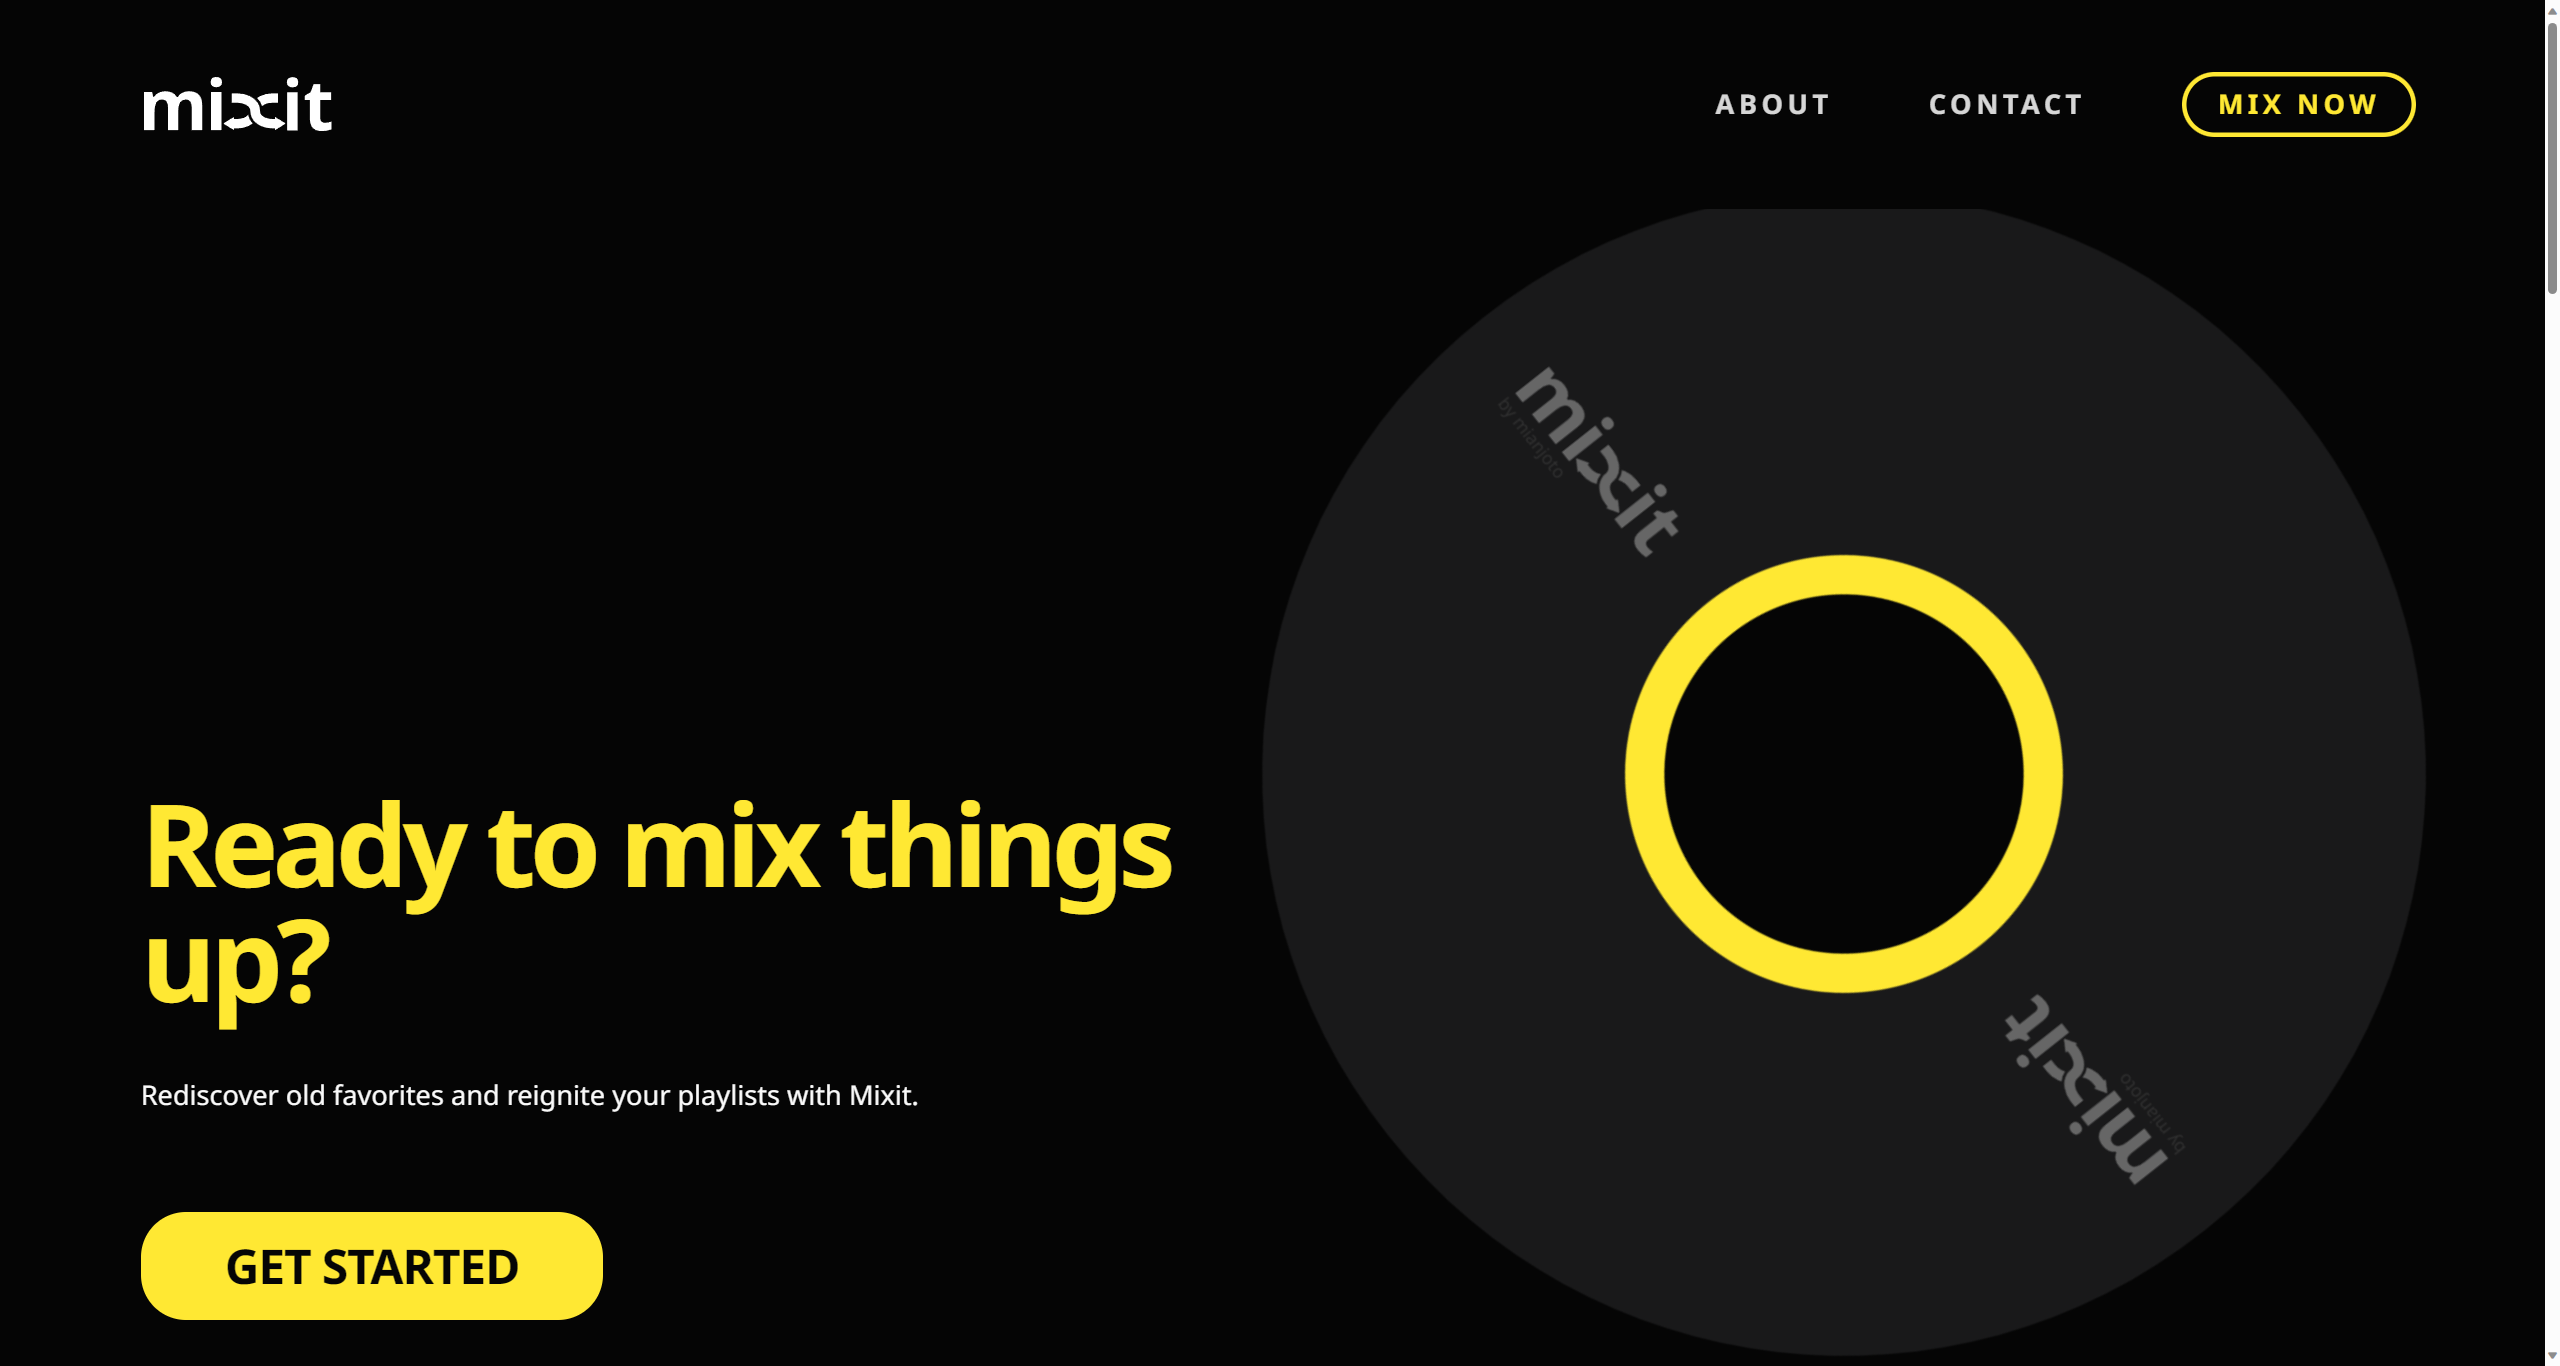 mixit
ABOUT
CONTACT
MIX NOW
mixit
by mianjoto
Ready to mix things
up?
Rediscover old favorites and reignite your playlists with Mixit.
GET STARTED
mixit
by mianjoto